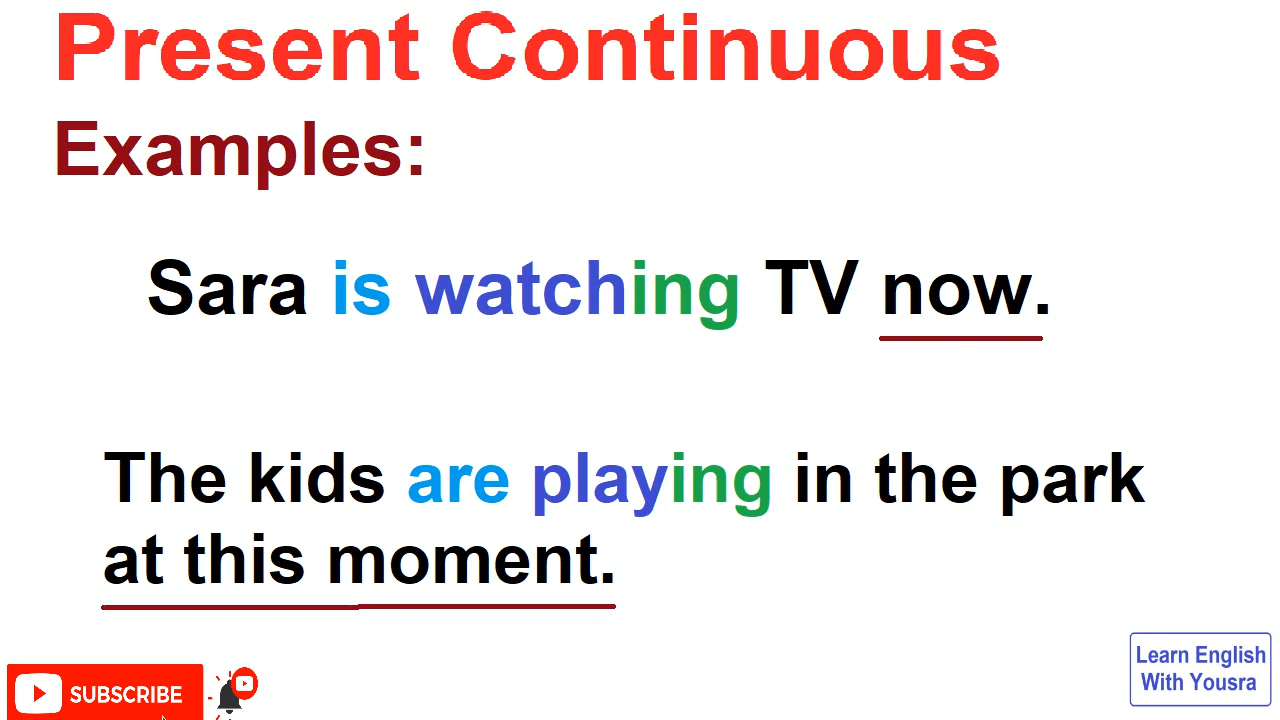 Present Continuous
Examples:
Sara is watching TV now.
The kids are playing in the park
at this moment.
SUBSCRIBE
Learn English
With Yousra